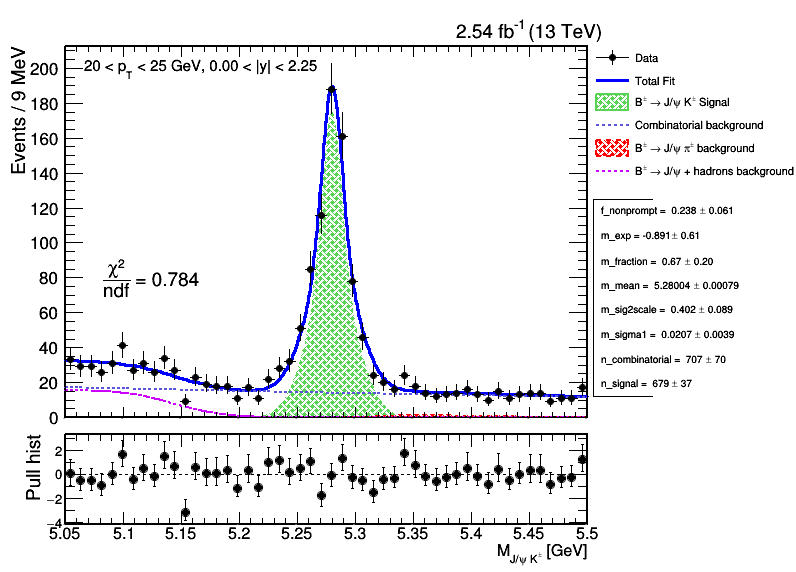 2.54 fb⁻¹ (13 TeV)
Events / 9 MeV
20 < p_T < 25 GeV, 0.00 < |y| < 2.25
200
180
160
140
120
100
80
60
40
20
0
χ²/ndf = 0.784
Data
Total Fit
B± → J/ψ K± Signal
Combinatorial background
B± → J/ψ π± background
B± → J/ψ + hadrons background
f_nonprompt = 0.238 ± 0.061
m_exp = -0.891 ± 0.61
m_fraction = 0.67 ± 0.20
m_mean = 5.28004 ± 0.00079
m_sig2scale = 0.402 ± 0.089
m_sigma1 = 0.0207 ± 0.0039
n_combinatorial = 707 ± 70
n_signal = 679 ± 37
Pull hist
2
0
−2
−4
5.05 5.1 5.15 5.2 5.25 5.3 5.35 5.4 5.45 5.5
M_J/ψ K± [GeV]